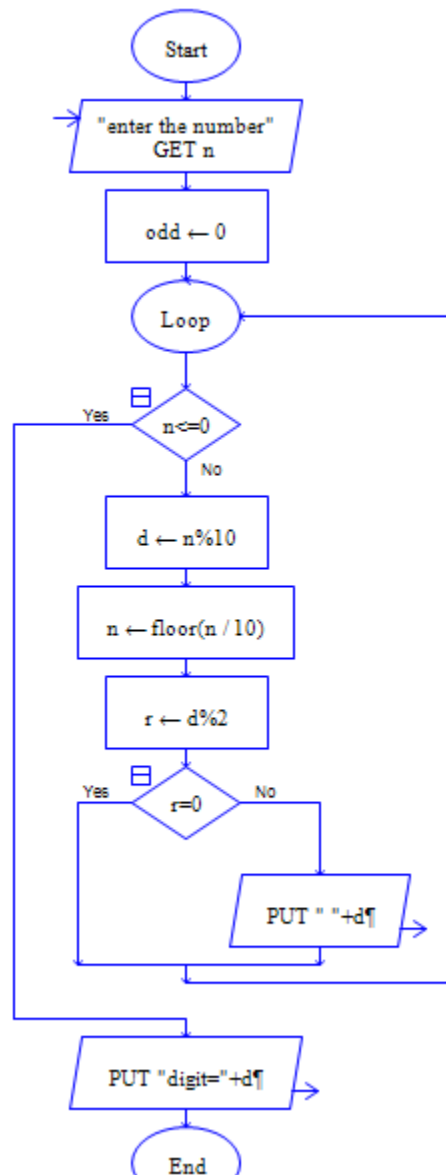 Start
"enter the number"
GET n
odd ← 0
Loop
Yes
n<=0
No
d ← n%10
n ← floor(n / 10)
r ← d%2
Yes
r=0
No
PUT " "+d¶
PUT "digit="+d¶
End